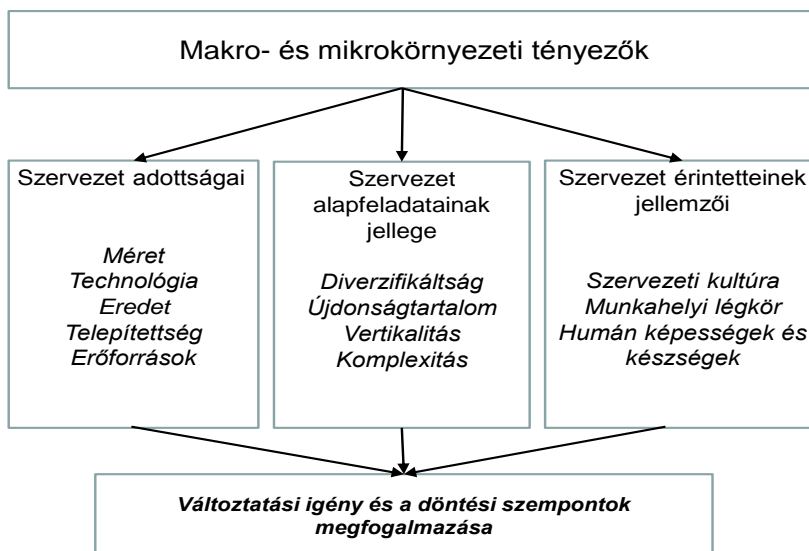 Makro- és mikrokörnyezeti tényezők
Szervezet adottságai
Méret
Technológia
Eredet
Telepítettség
Erőforrások
Szervezet
alapfeladatainak
jellege
Diverzifikáltság
Újdonságtartalom
Vertikalitás
Komplexitás
Szervezet érintetteinek
jellemzői
Szervezeti kultúra
Munkahelyi légkör
Humán képességek és
készségek
Változtatási igény és a döntési szempontok
megfogalmazása